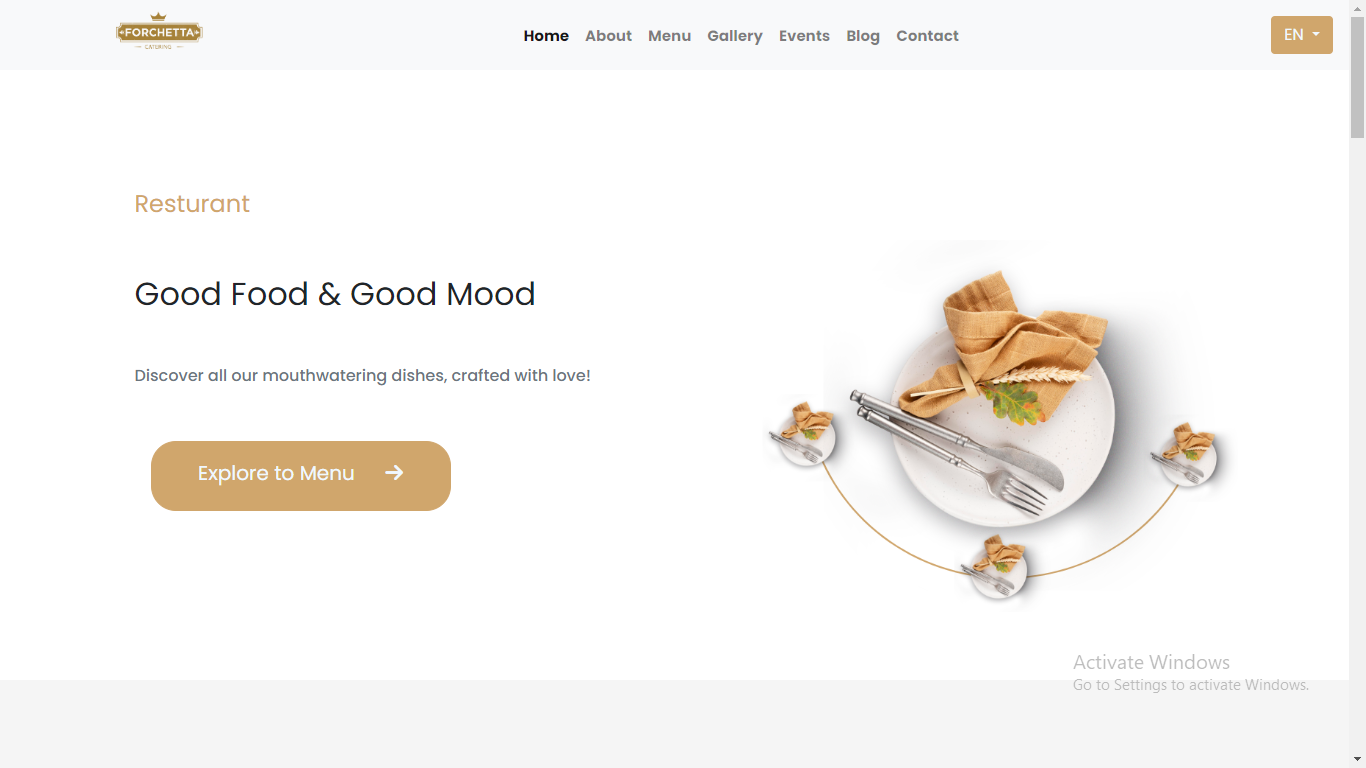 FORCHETTA
CATERING
Home About Menu Gallery Events Blog Contact
EN
Resturant
Good Food & Good Mood
Discover all our mouthwatering dishes, crafted with love!
Explore to Menu
Activate Windows
Go to Settings to activate Windows.